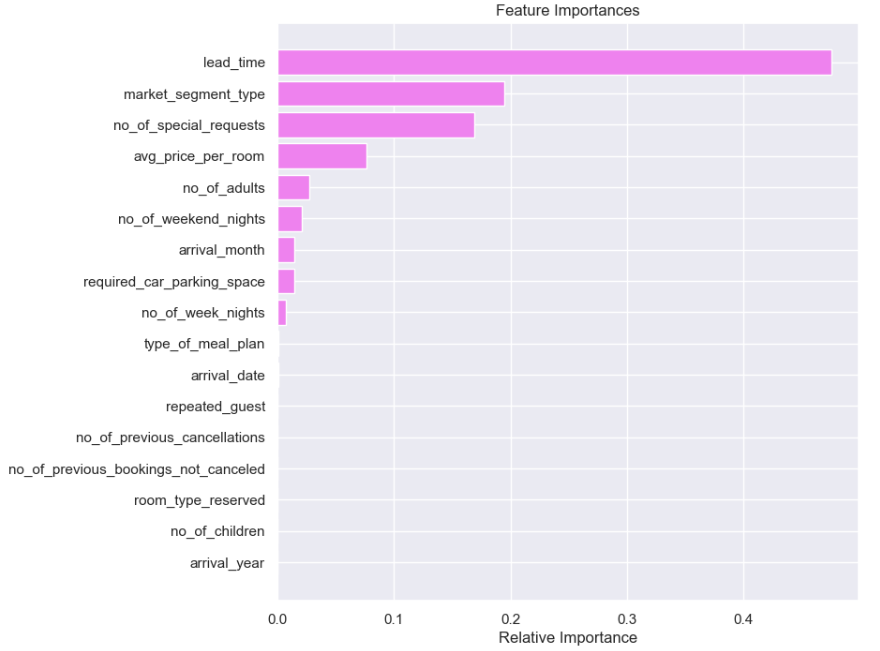 Feature Importances
lead_time
market_segment_type
no_of_special_requests
avg_price_per_room
no_of_adults
no_of_weekend_nights
arrival_month
required_car_parking_space
no_of_week_nights
type_of_meal_plan
arrival_date
repeated_guest
no_of_previous_cancellations
no_of_previous_bookings_not_canceled
room_type_reserved
no_of_children
arrival_year
0.0 0.1 0.2 0.3 0.4
Relative Importance